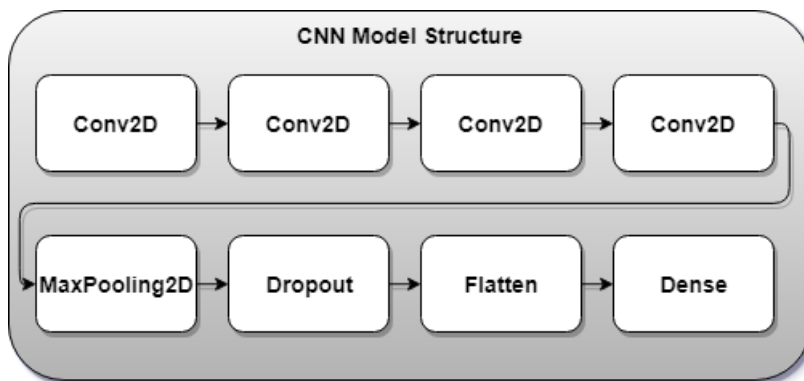 CNN Model Structure
Conv2D
Conv2D
Conv2D
Conv2D
MaxPooling2D
Dropout
Flatten
Dense